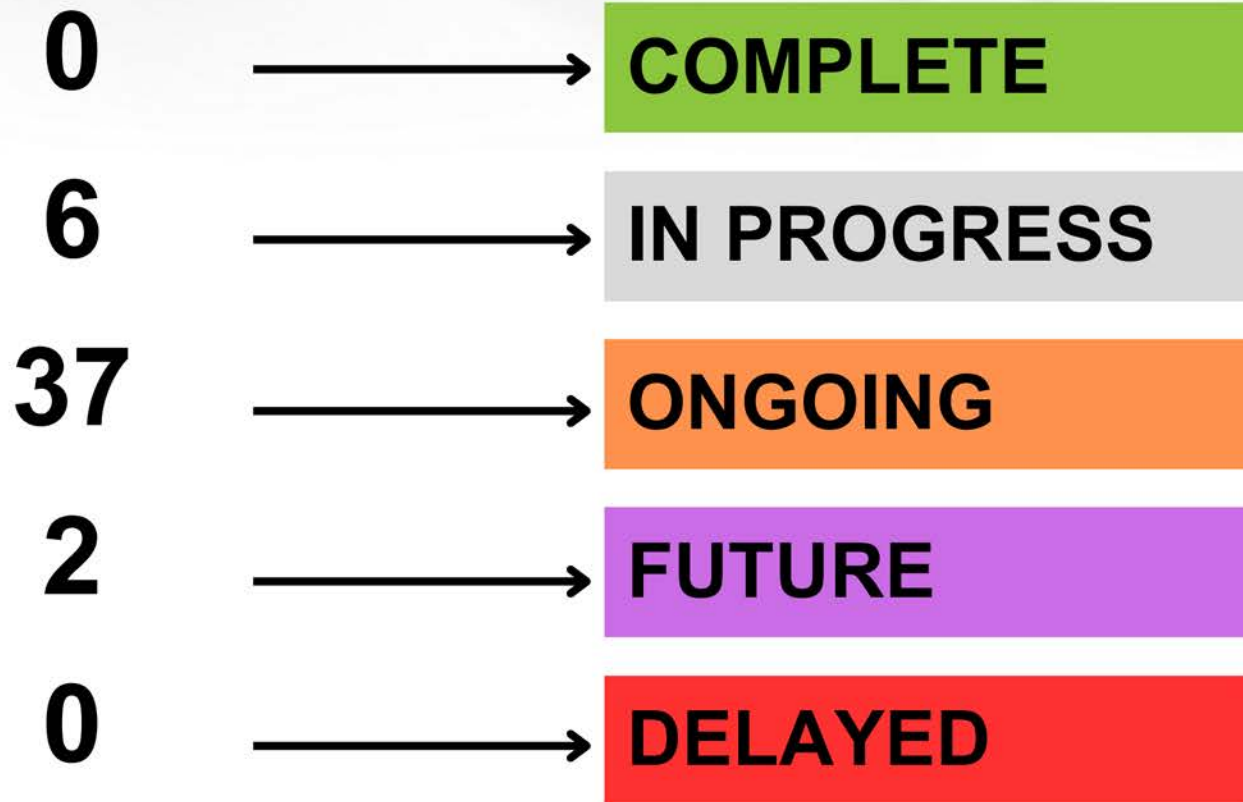 0 COMPLETE
6 IN PROGRESS
37 ONGOING
2 FUTURE
0 DELAYED